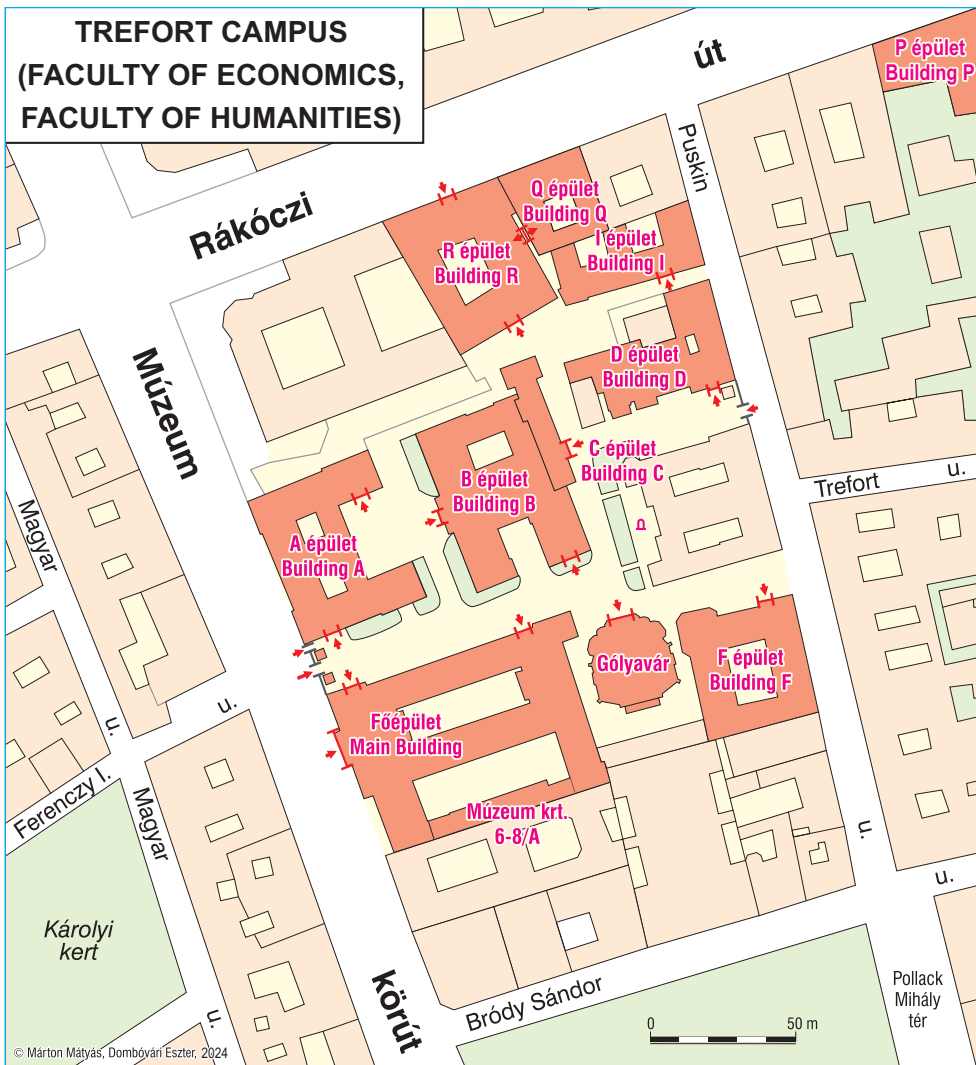 TREFORT CAMPUS
(FACULTY OF ECONOMICS,
FACULTY OF HUMANITIES)
út
P épület
Building P
Puskin
Rákóczi
Q épület
Building Q
I épület
Building I
R épület
Building R
D épület
Building D
Múzeum
C épület
Building C
B épület
Building B
Trefort
u.
Magyar
A épület
Building A
P
Gólyavár
F épület
Building F
u.
u.
Főépület
Main Building
Ferenczy I.
Magyar
Múzeum krt.
6-8/A
u.
u.
Károlyi
kert
körút
Bródy Sándor
Pollack
Mihály
tér
u.
0
50 m
© Márton Mátyás, Dombóvári Eszter, 2024